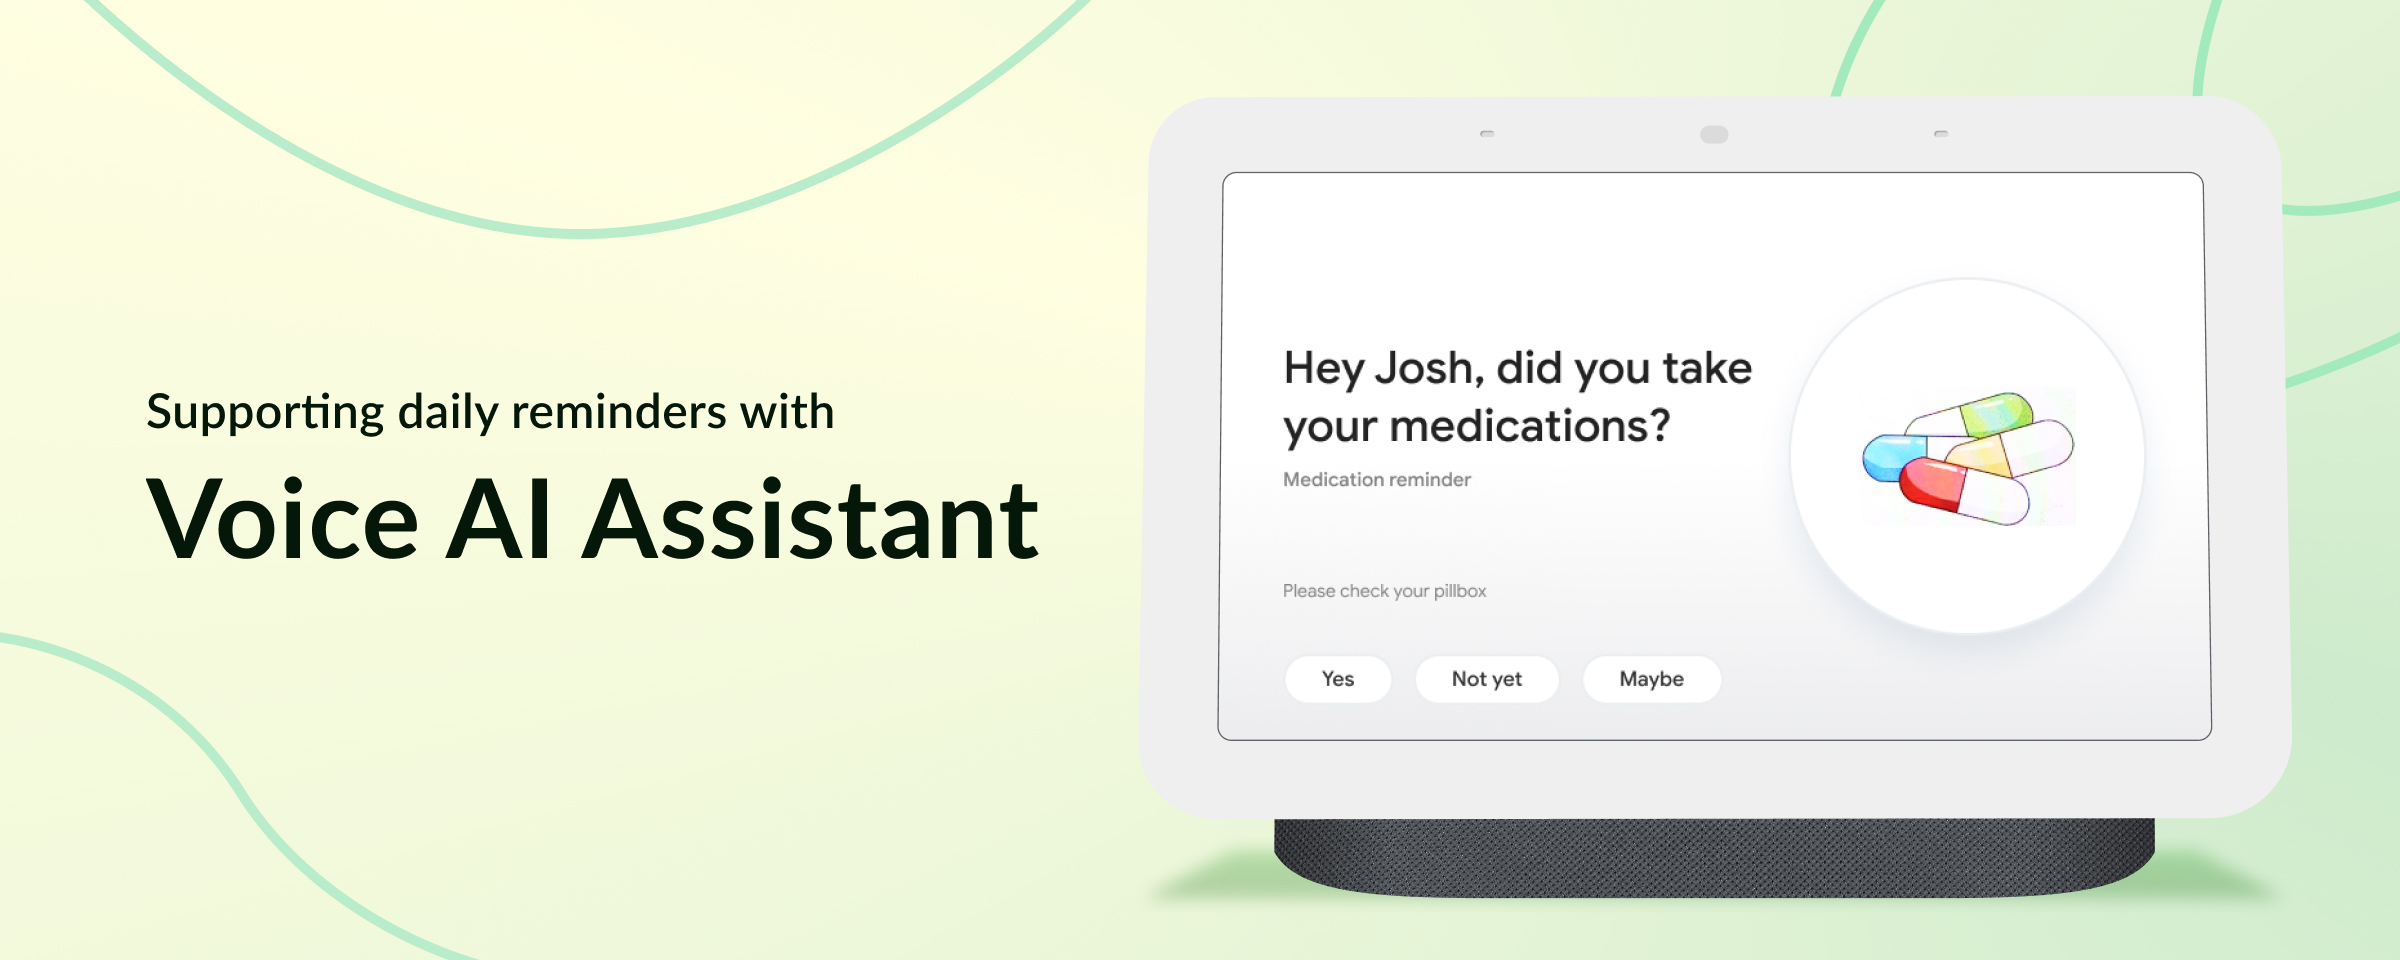 Supporting daily reminders with
Voice AI Assistant
Hey Josh, did you take
your medications?
Medication reminder
Please check your pillbox
Yes
Not yet
Maybe